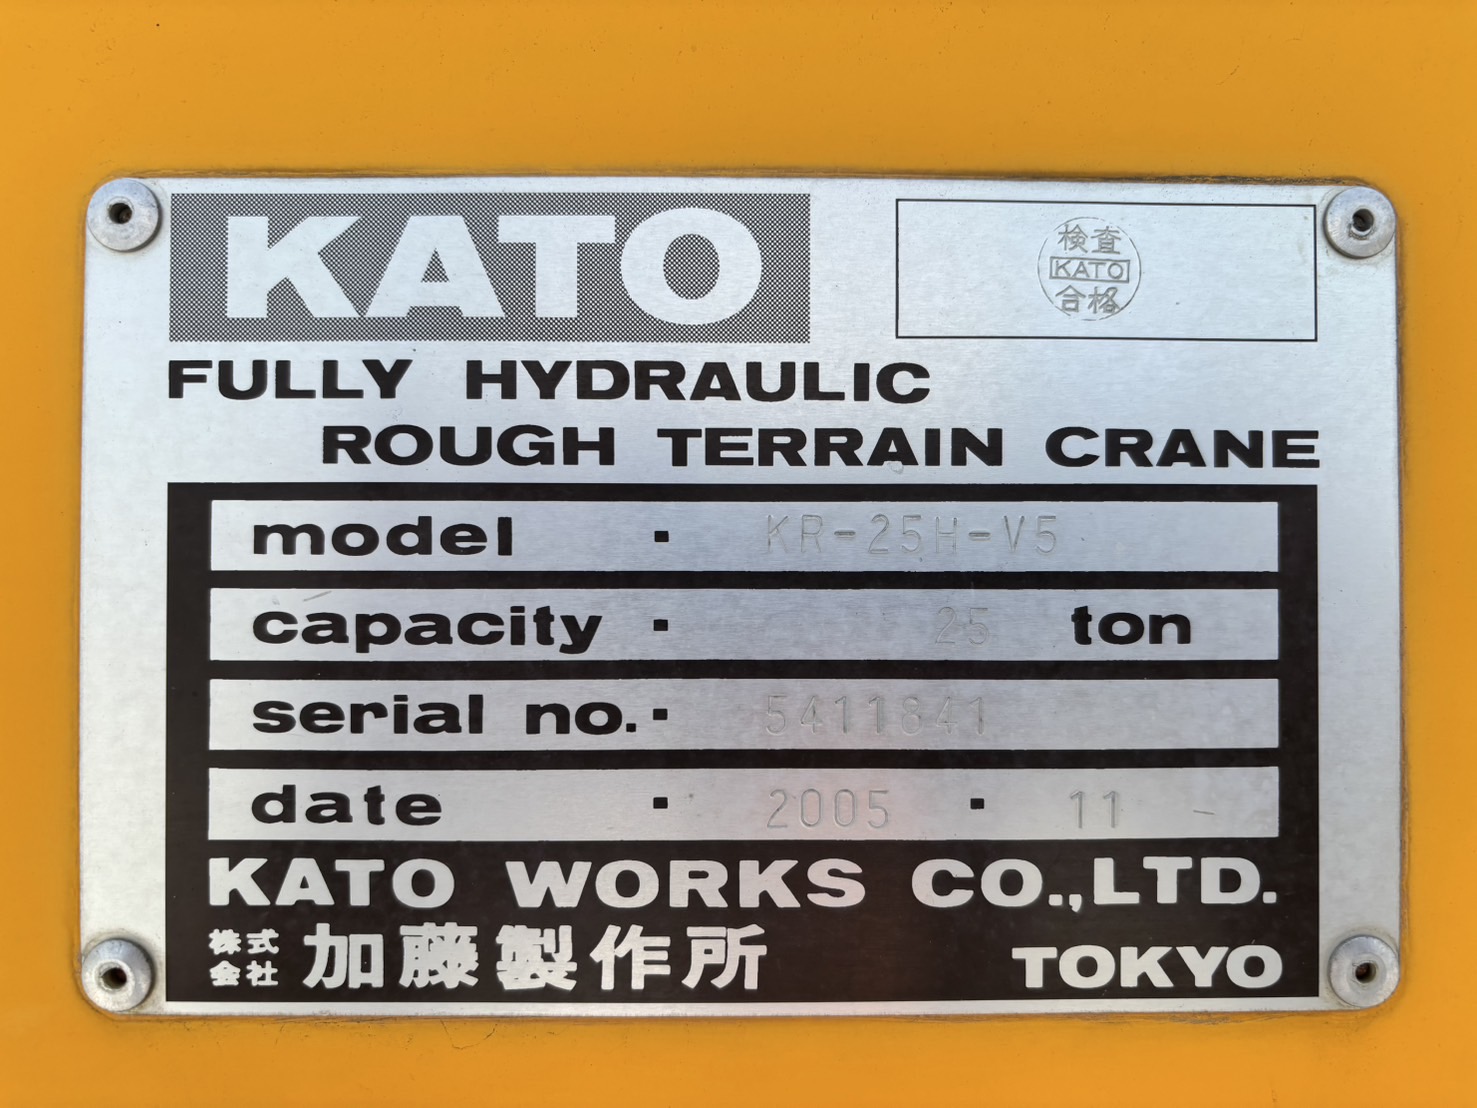 KATO
検査
KATO
合格
FULLY HYDRAULIC
ROUGH TERRAIN CRANE
model · KR-25H-V5
capacity · 25 ton
serial no. · 5411841
date · 2005 · 11 -
KATO WORKS CO.,LTD.
株式会社 加藤製作所 TOKYO